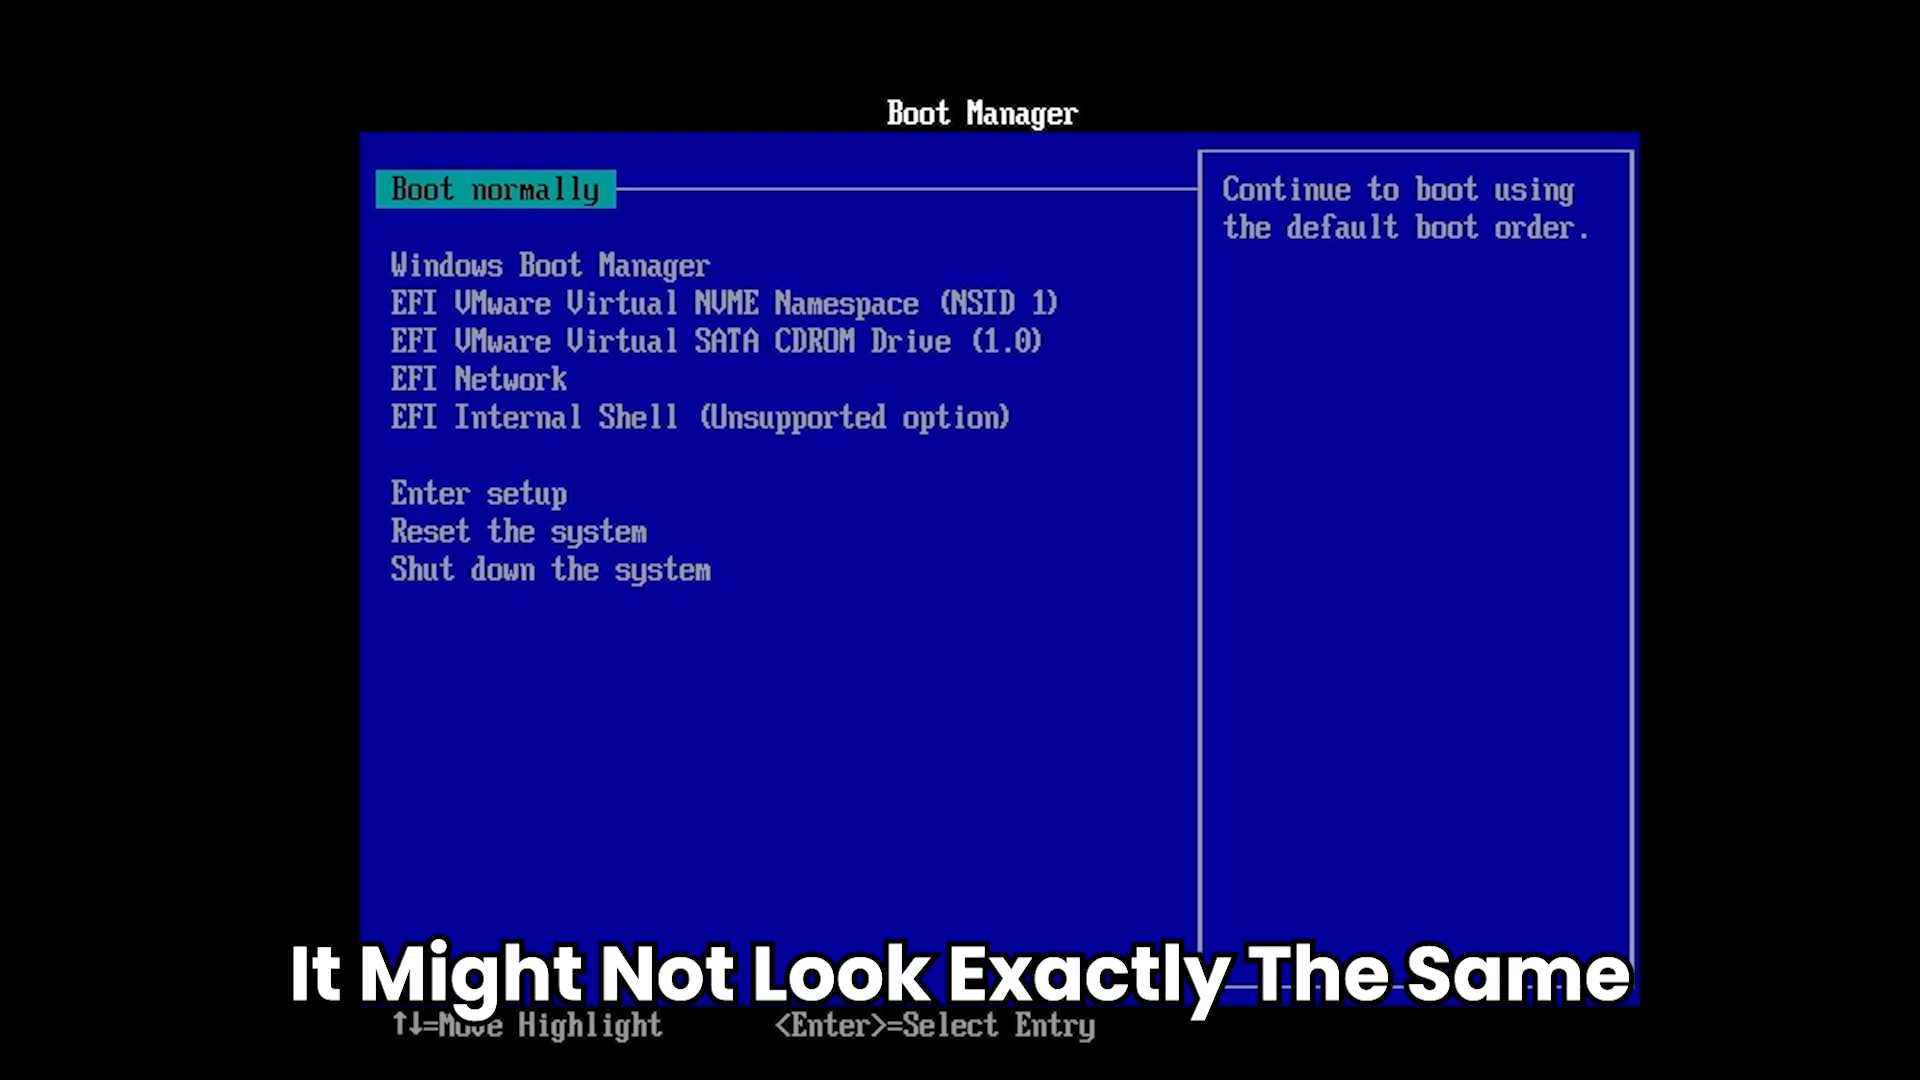 Boot Manager
Boot normally
Continue to boot using
the default boot order.
Windows Boot Manager
EFI VMware Virtual NVME Namespace (NSID 1)
EFI VMware Virtual SATA CDROM Drive (1.0)
EFI Network
EFI Internal Shell (Unsupported option)
Enter setup
Reset the system
Shut down the system
It Might Not Look Exactly The Same
↑↓=Move Highlight <Enter>=Select Entry